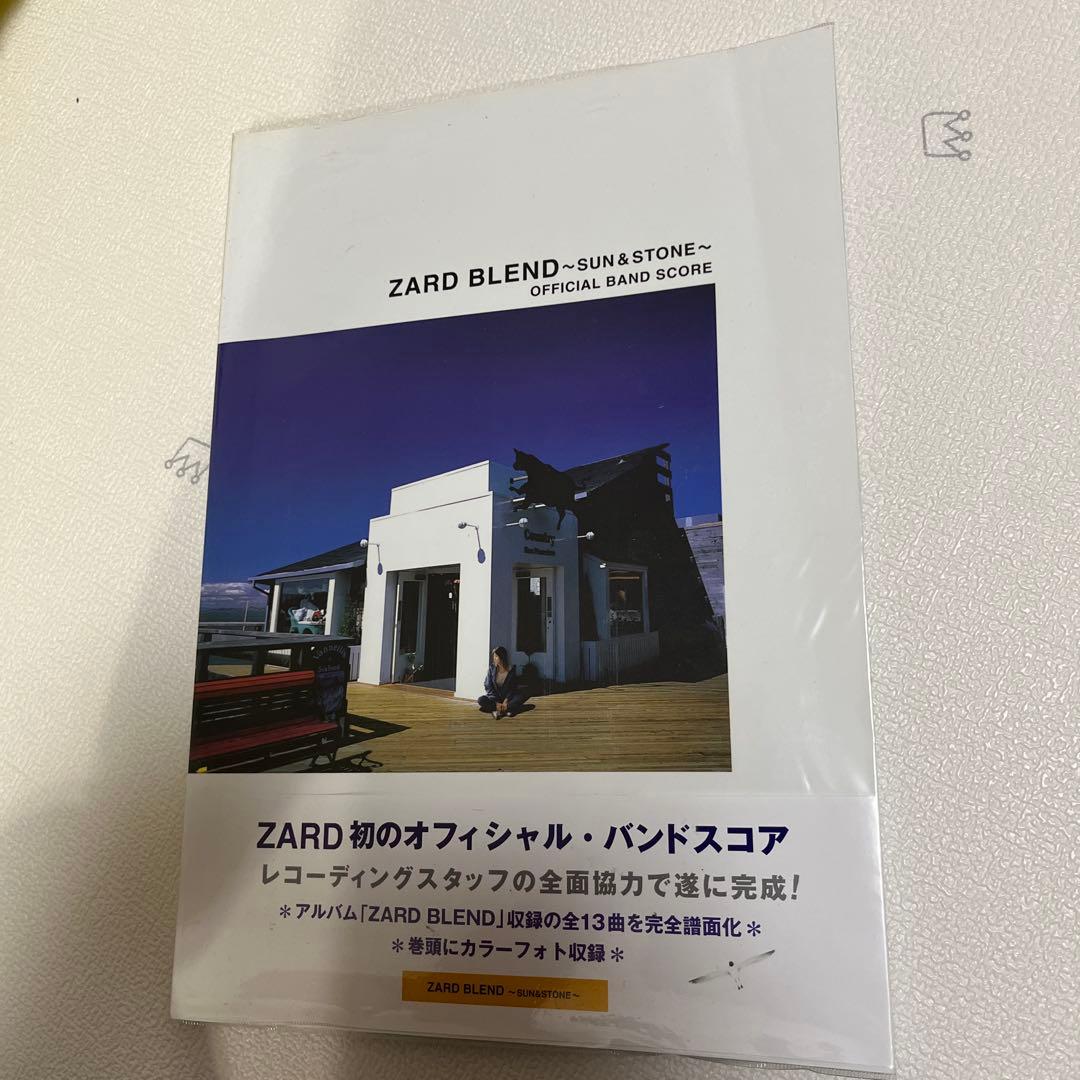 ZARD BLEND～SUN＆STONE～
OFFICIAL BAND SCORE
Country
San Francisco
ZARD 初のオフィシャル・バンドスコア
レコーディングスタッフの全面協力で遂に完成！
＊アルバム「ZARD BLEND」収録の全13曲を完全譜面化＊
＊巻頭にカラーフォト収録＊
ZARD BLEND ～SUN&STONE～